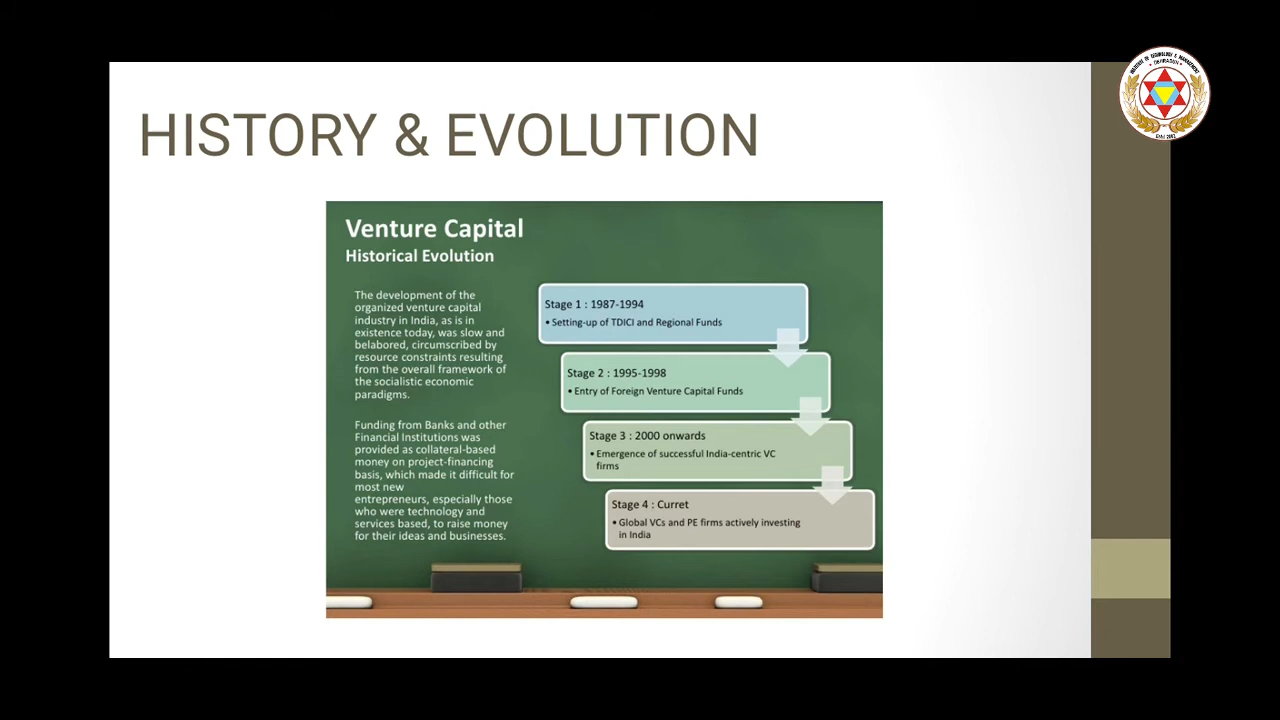 HISTORY & EVOLUTION
Venture Capital
Historical Evolution
The development of the
organized venture capital
industry in India, as is in
existence today, was slow and
belabored, circumscribed by
resource constraints resulting
from the overall framework of
the socialistic economic
paradigms.
Funding from Banks and other
Financial Institutions was
provided as collateral-based
money on project-financing
basis, which made it difficult for
most new
entrepreneurs, especially those
who were technology and
services based, to raise money
for their ideas and businesses.
Stage 1 : 1987-1994
• Setting-up of TDICI and Regional Funds
Stage 2 : 1995-1998
• Entry of Foreign Venture Capital Funds
Stage 3 : 2000 onwards
• Emergence of successful India-centric VC
firms
Stage 4 : Curret
• Global VCs and PE firms actively investing
in India
INSTITUTE OF TECHNOLOGY & MANAGEMENT
DEHRADUN